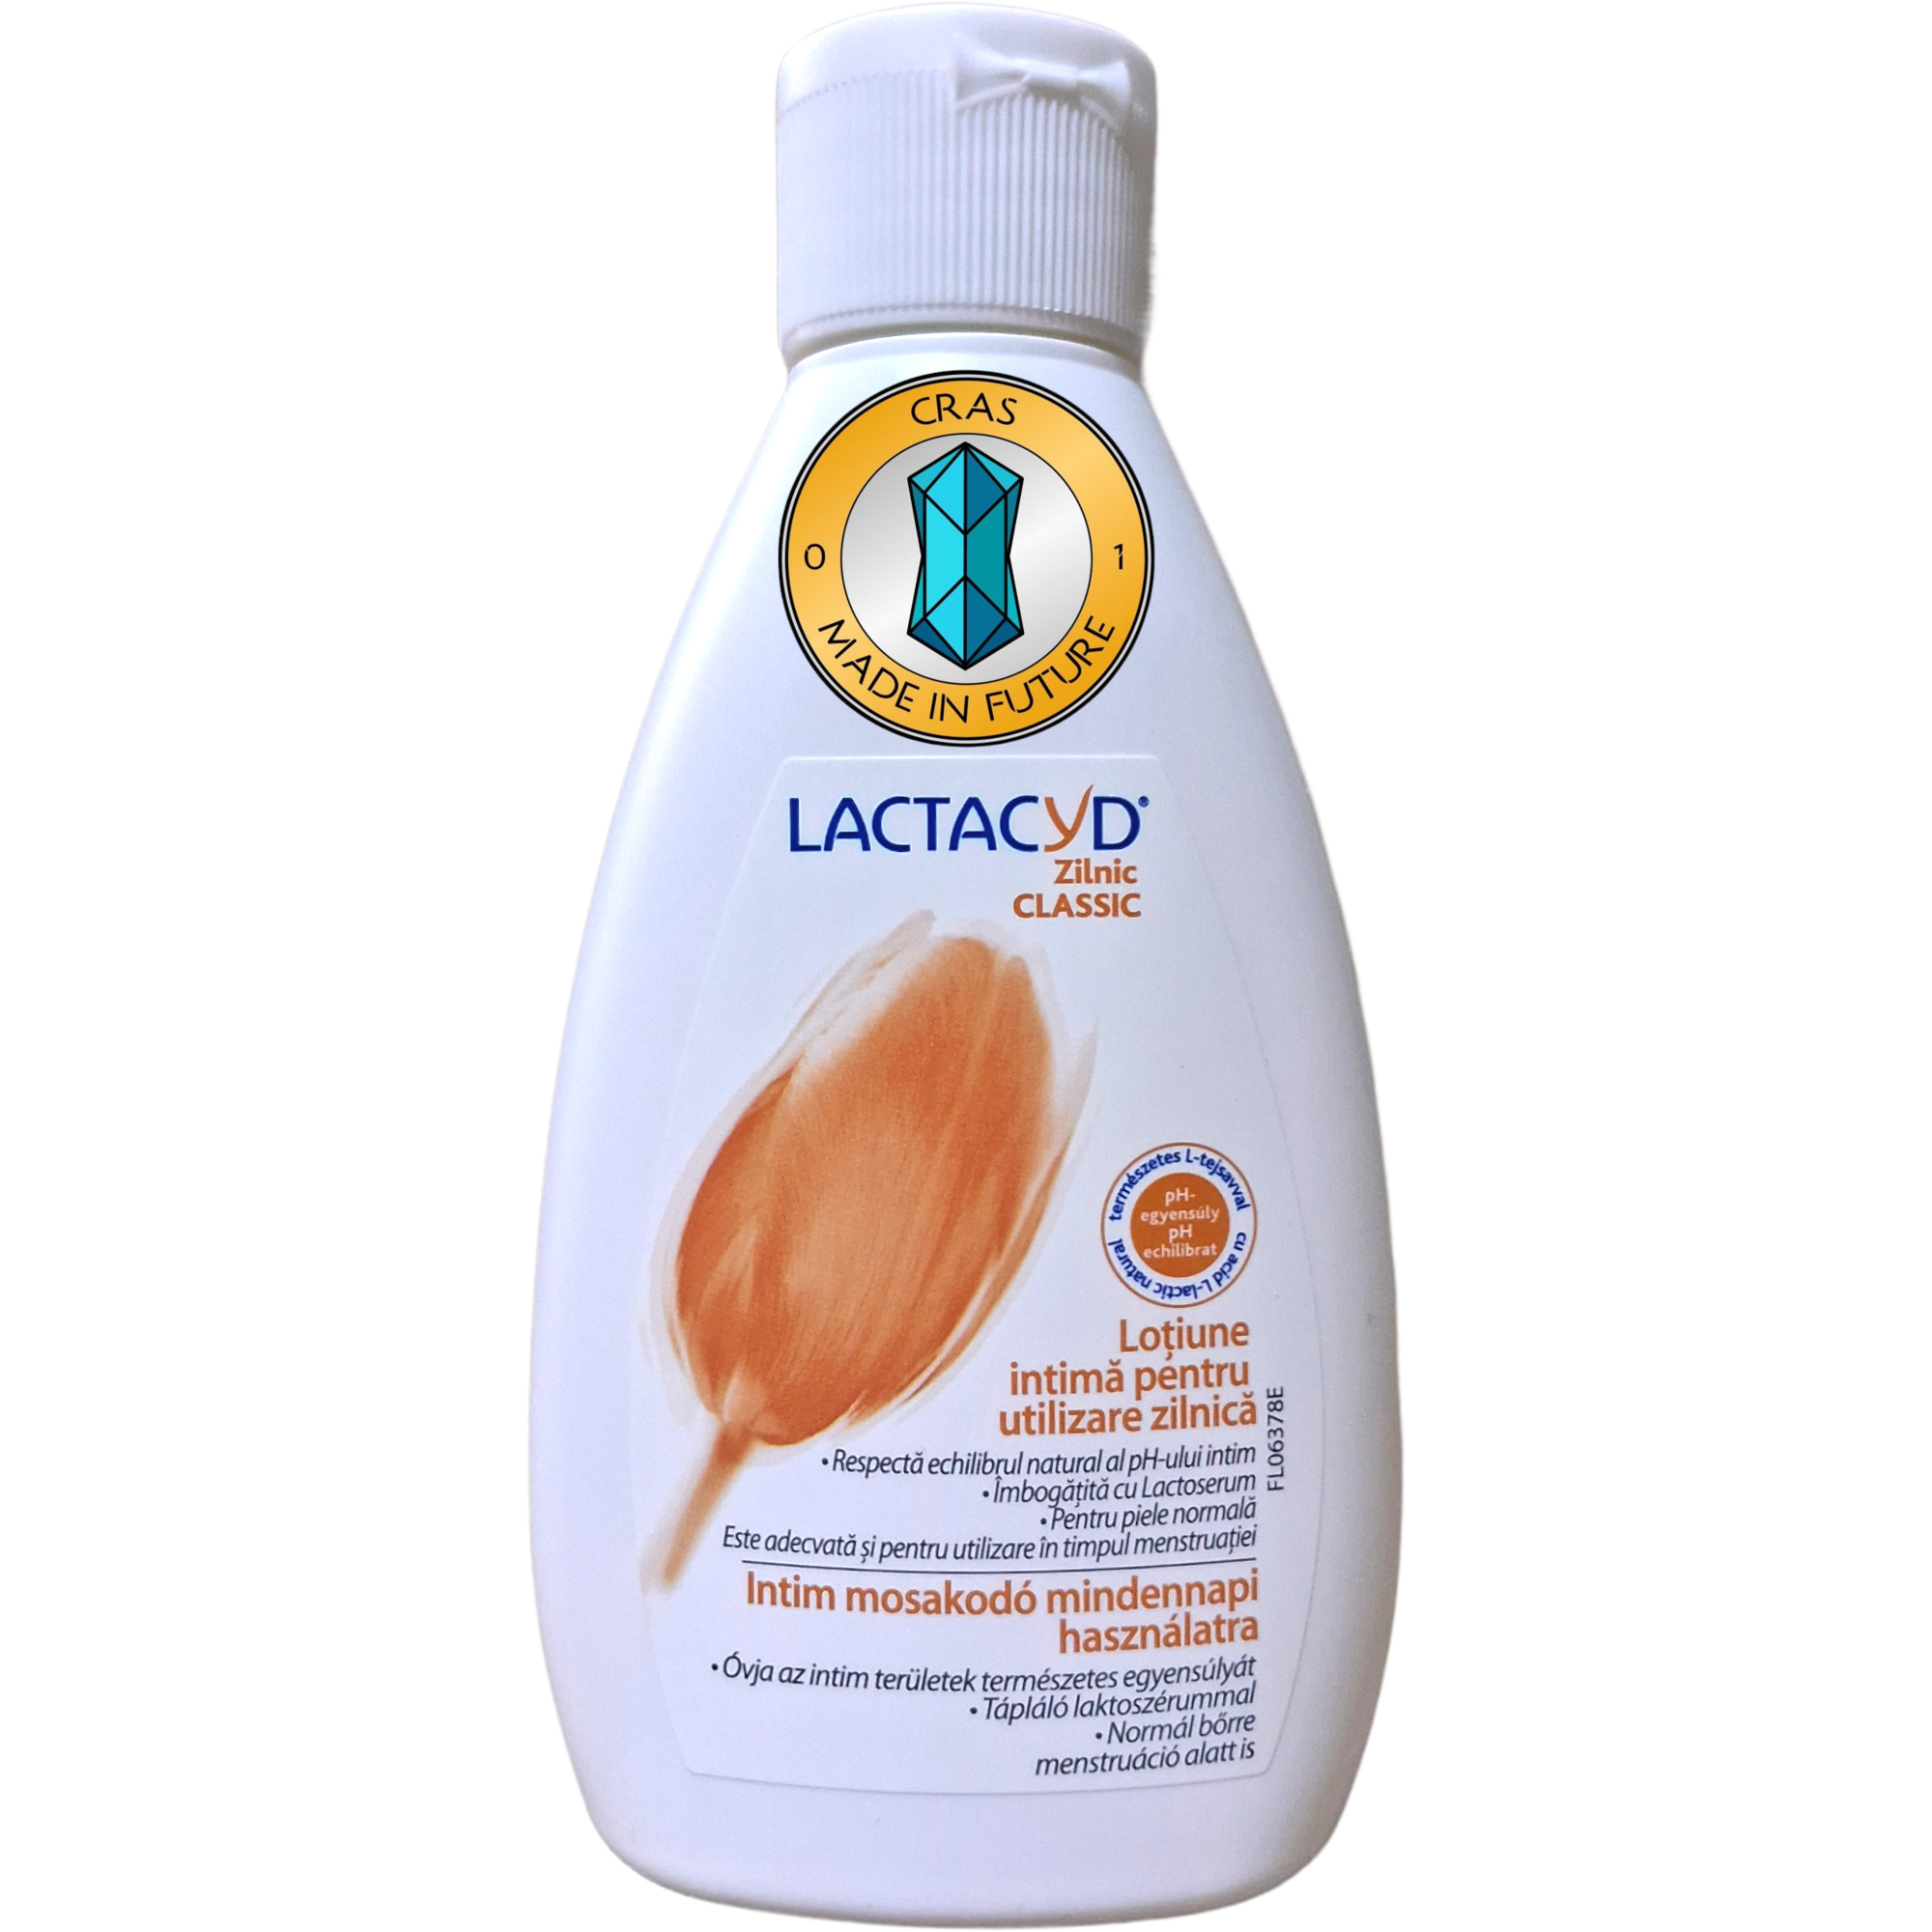 CRAS
0 1
MADE IN FUTURE
LACTACYD®
Zilnic
CLASSIC
természetes L-tejsavval
pH-
egyensúly
pH
echilibrat
cu acid L-lactic natural
Loțiune
intimă pentru
utilizare zilnică
• Respectă echilibrul natural al pH-ului intim
• Îmbogățită cu Lactoserum
• Pentru piele normală
Este adecvată și pentru utilizare în timpul menstruației
FL06378E
Intim mosakodó mindennapi
használatra
• Óvja az intim területek természetes egyensúlyát
• Tápláló laktoszérummal
• Normál bőrre
menstruáció alatt is